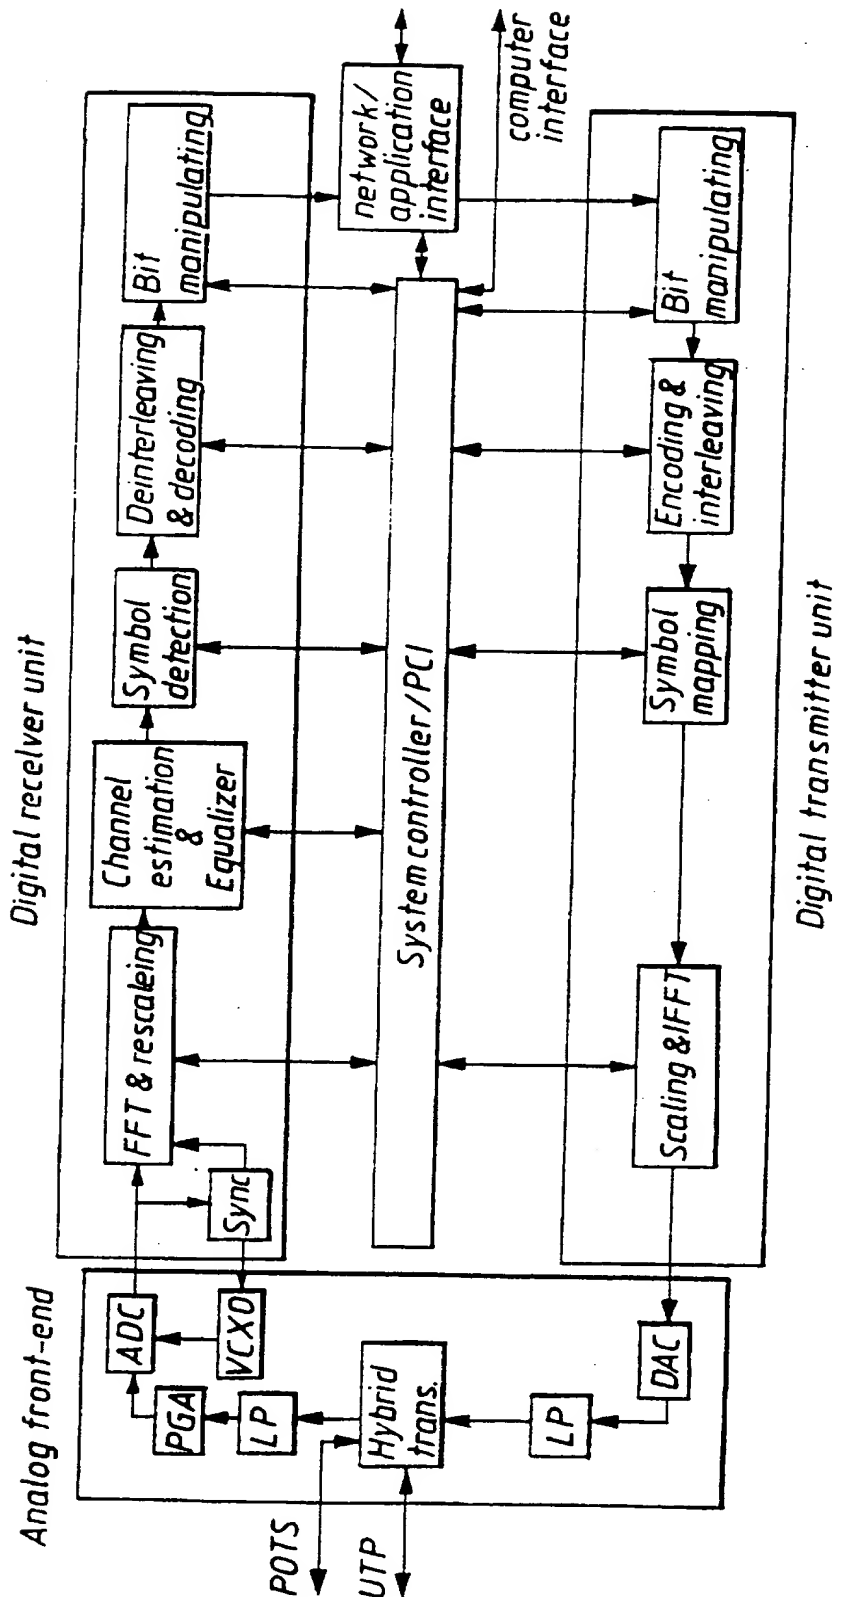 Digital receiver unit
Analog front-end
ADC
PGA
LP
VCXO
Sync
FFT & rescaleing
Channel
estimation
&
Equalizer
Symbol
detection
Deinterleaving
& decoding
Bit
manipulating
POTS
UTP
Hybrid
trans.
System controller/PCI
network/
application
interface
computer
interface
LP
DAC
Scaling &IFFT
Symbol
mapping
Encoding &
interleaving
Bit
manipulating
Digital transmitter unit